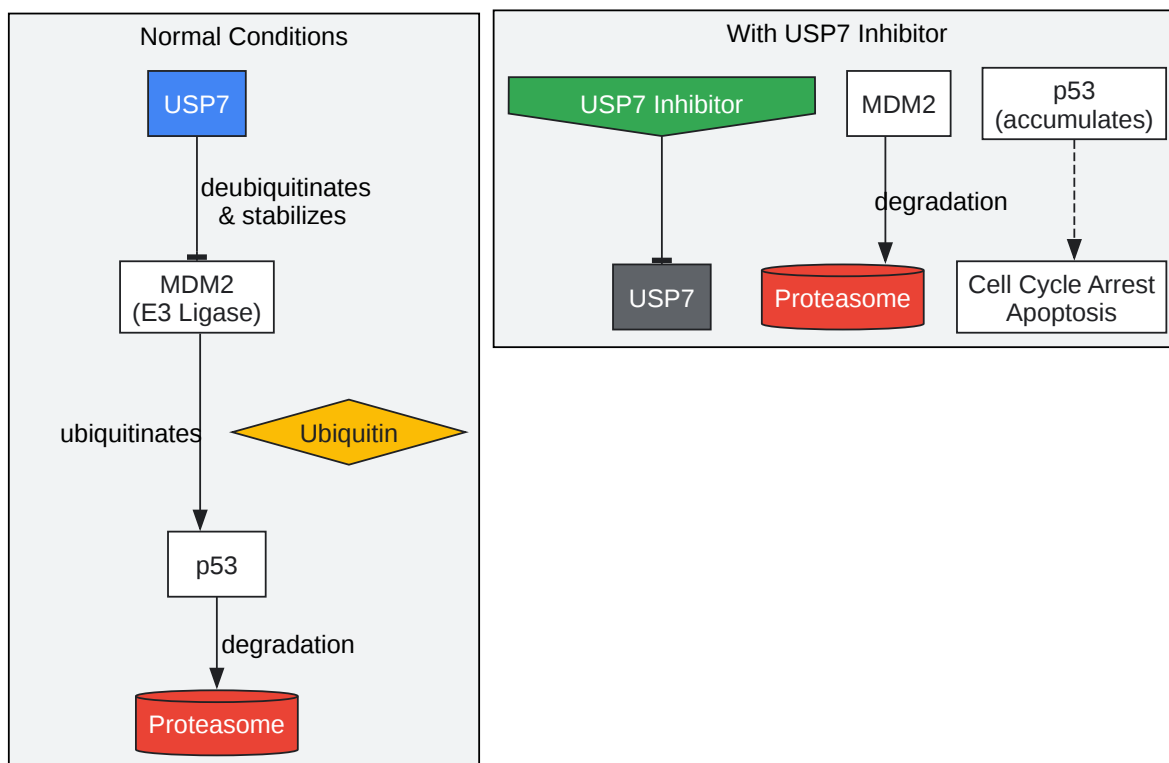 Normal Conditions
USP7
deubiquitinates
& stabilizes
MDM2
(E3 Ligase)
ubiquitinates
Ubiquitin
p53
degradation
Proteasome
With USP7 Inhibitor
USP7 Inhibitor
MDM2
p53
(accumulates)
degradation
USP7
Proteasome
Cell Cycle Arrest
Apoptosis